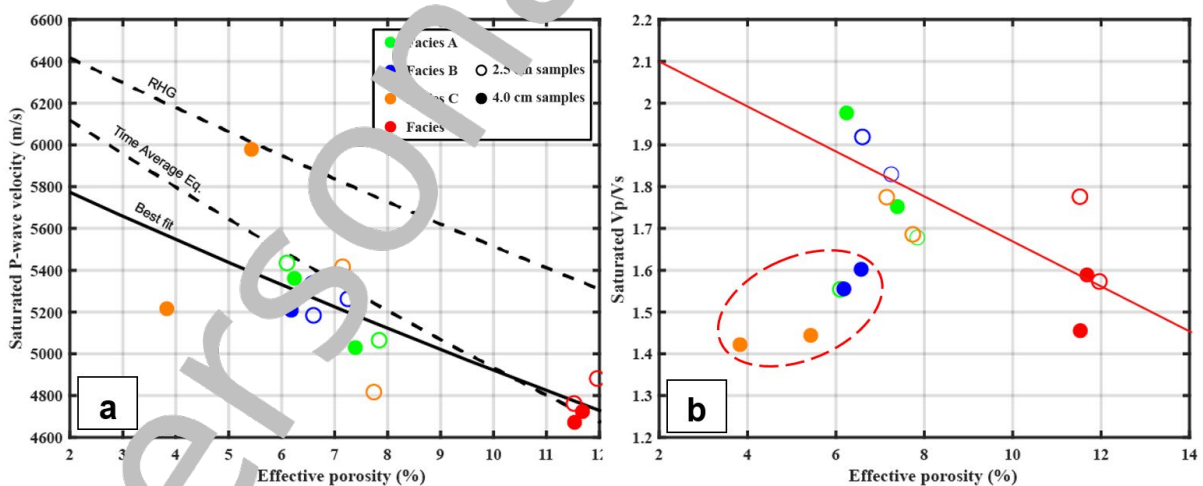 6600
6400
6200
6000
5800
5600
5400
5200
5000
4800
4600
Saturated P-wave velocity (m/s)
RHG
Time Average Eq.
Best fit
Facies A
Facies B
2.5 cm samples
Facies C
4.0 cm samples
Facies
a
2 3 4 5 6 7 8 9 10 11
Effective porosity (%)
2.2
2.1
2
1.9
1.8
1.7
1.6
1.5
1.4
1.3
1.2
Saturated Vp/Vs
b
2 4 6 8 10 12 14
Effective porosity (%)